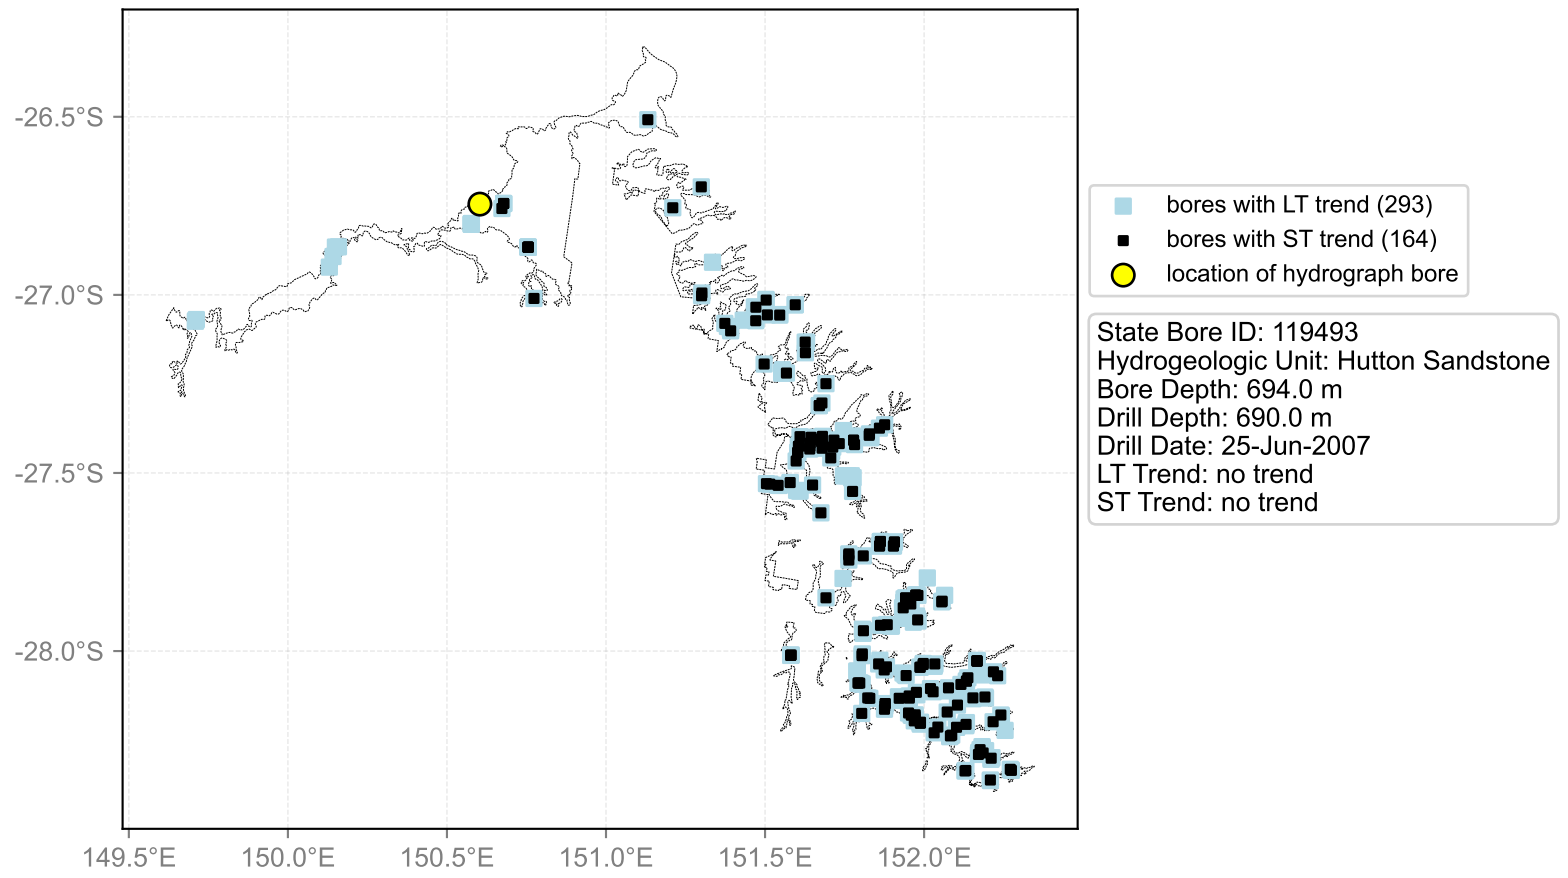 -26.5°S
-27.0°S
-27.5°S
-28.0°S
149.5°E 150.0°E 150.5°E 151.0°E 151.5°E 152.0°E
bores with LT trend (293)
bores with ST trend (164)
location of hydrograph bore
State Bore ID: 119493
Hydrogeologic Unit: Hutton Sandstone
Bore Depth: 694.0 m
Drill Depth: 690.0 m
Drill Date: 25-Jun-2007
LT Trend: no trend
ST Trend: no trend